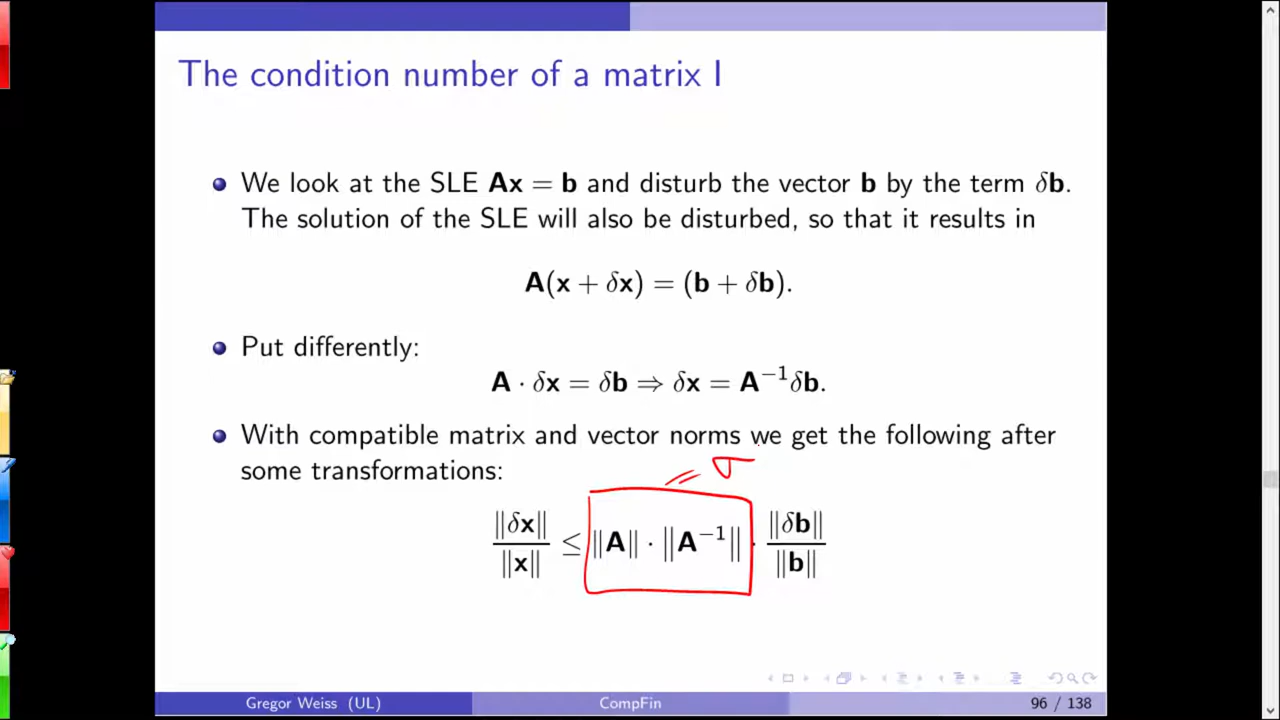 The condition number of a matrix I
We look at the SLE Ax = b and disturb the vector b by the term δb.
The solution of the SLE will also be disturbed, so that it results in
A(x + δx) = (b + δb).
Put differently:
A · δx = δb ⇒ δx = A⁻¹δb.
With compatible matrix and vector norms we get the following after
some transformations:
= σ
‖δx‖/‖x‖ ≤ ‖A‖ · ‖A⁻¹‖ · ‖δb‖/‖b‖
Gregor Weiss (UL) CompFin 96 / 138